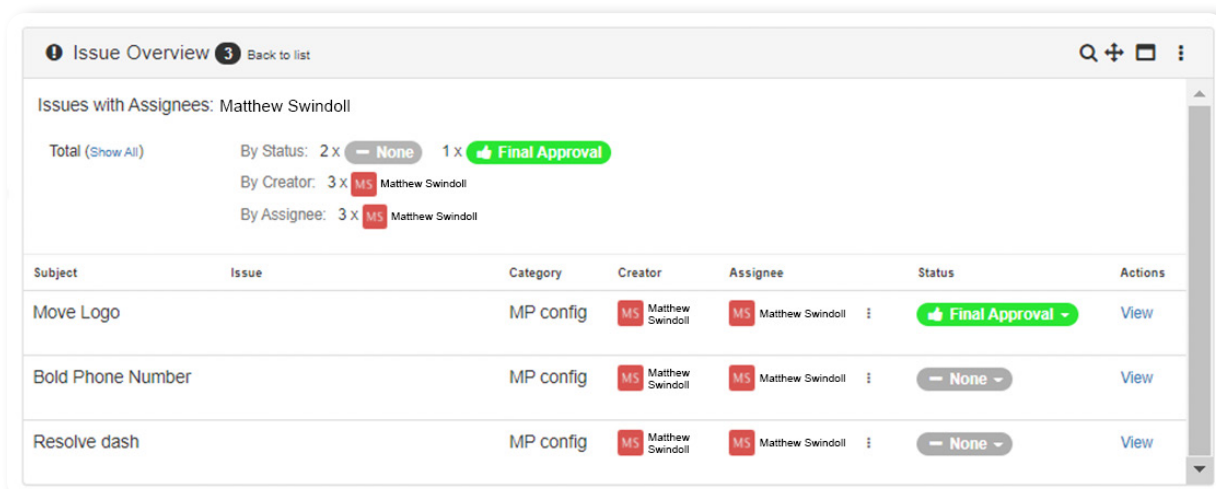 Issue Overview 3 Back to list
Issues with Assignees: Matthew Swindoll
Total (Show All) By Status: 2 x None 1 x Final Approval
By Creator: 3 x MS Matthew Swindoll
By Assignee: 3 x MS Matthew Swindoll
Subject Issue Category Creator Assignee Status Actions
Move Logo MP config MS Matthew Swindoll MS Matthew Swindoll Final Approval View
Bold Phone Number MP config MS Matthew Swindoll MS Matthew Swindoll None View
Resolve dash MP config MS Matthew Swindoll MS Matthew Swindoll None View